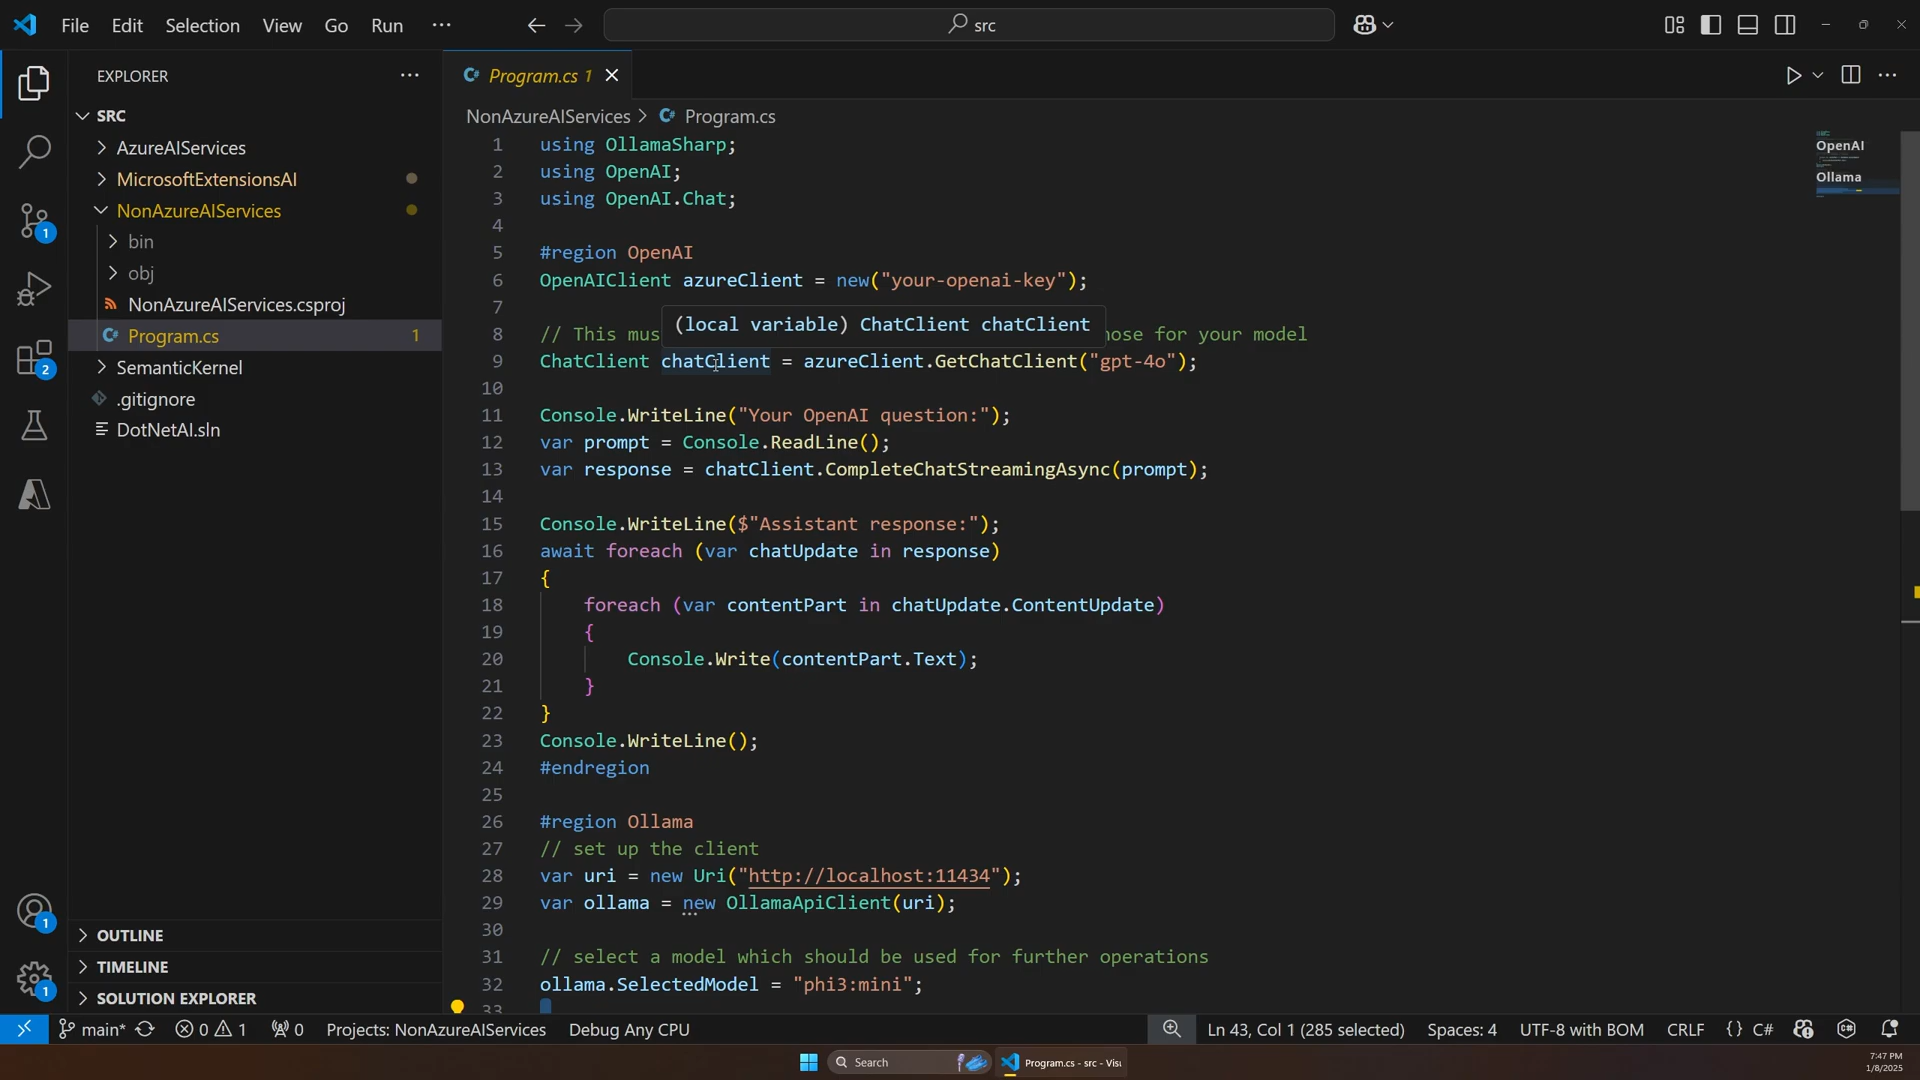 File Edit Selection View Go Run ··· src
EXPLORER ···
SRC
AzureAIServices
MicrosoftExtensionsAI
NonAzureAIServices
bin
obj
NonAzureAIServices.csproj
C# Program.cs 1
SemanticKernel
.gitignore
DotNetAI.sln
OUTLINE
TIMELINE
SOLUTION EXPLORER
1
2
1
1
C# Program.cs 1
NonAzureAIServices > C# Program.cs
1 using OllamaSharp;
2 using OpenAI;
3 using OpenAI.Chat;
4
5 #region OpenAI
6 OpenAIClient azureClient = new("your-openai-key");
7
(local variable) ChatClient chatClient
8 // This mus ose for your model
9 ChatClient chatClient = azureClient.GetChatClient("gpt-4o");
10
11 Console.WriteLine("Your OpenAI question:");
12 var prompt = Console.ReadLine();
13 var response = chatClient.CompleteChatStreamingAsync(prompt);
14
15 Console.WriteLine($"Assistant response:");
16 await foreach (var chatUpdate in response)
17 {
18 foreach (var contentPart in chatUpdate.ContentUpdate)
19 {
20 Console.Write(contentPart.Text);
21 }
22 }
23 Console.WriteLine();
24 #endregion
25
26 #region Ollama
27 // set up the client
28 var uri = new Uri("http://localhost:11434");
29 var ollama = new OllamaApiClient(uri);
30
31 // select a model which should be used for further operations
32 ollama.SelectedModel = "phi3:mini";
33
OpenAI
Ollama
main* 0 1 0 Projects: NonAzureAIServices Debug Any CPU Ln 43, Col 1 (285 selected) Spaces: 4 UTF-8 with BOM CRLF {} C#
Search Program.cs - src - Visu
7:47 PM
1/8/2025